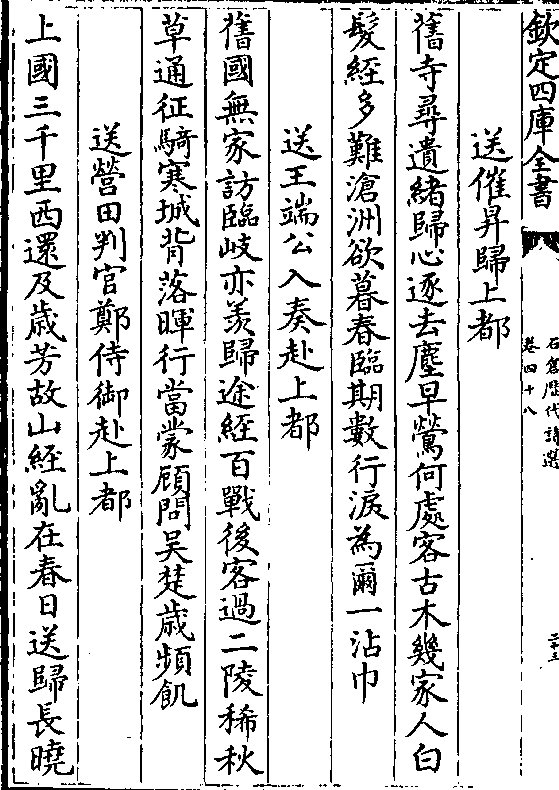 欽定四庫全書
石倉歷代詩選
卷四十八
二十三
送崔昇歸上都
舊寺尋遺緒歸心逐去塵早鶯何處客古木幾家人白
髮經多難滄洲欲暮春臨期數行淚為爾一沾巾
送王端公入奏赴上都
舊國無家訪臨岐亦羡歸途經百戰後客過二陵稀秋
草通征騎寒城背落暉行當蒙顧問吳楚歲頻飢
送營田判官鄭侍御赴上都
上國三千里西還及歲芳故山經亂在春日送歸長曉